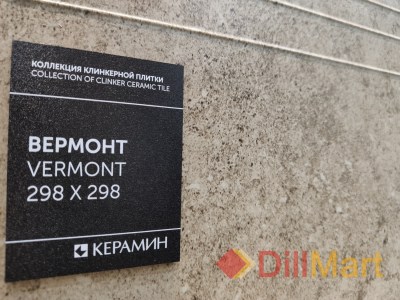 КОЛЛЕКЦИЯ КЛИНКЕРНОЙ ПЛИТКИ
COLLECTION OF CLINKER CERAMIC TILE
ВЕРМОНТ
VERMONT
298 X 298
КЕРАМИН
DillMart